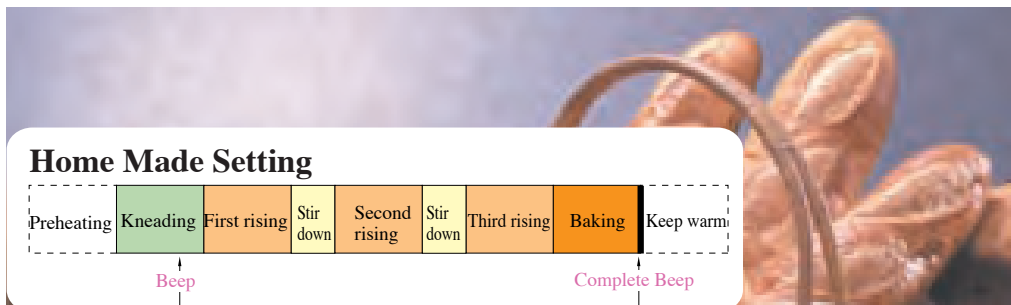 Home Made Setting
Preheating Kneading First rising Stir down Second rising Stir down Third rising Baking Keep warm
Beep Complete Beep